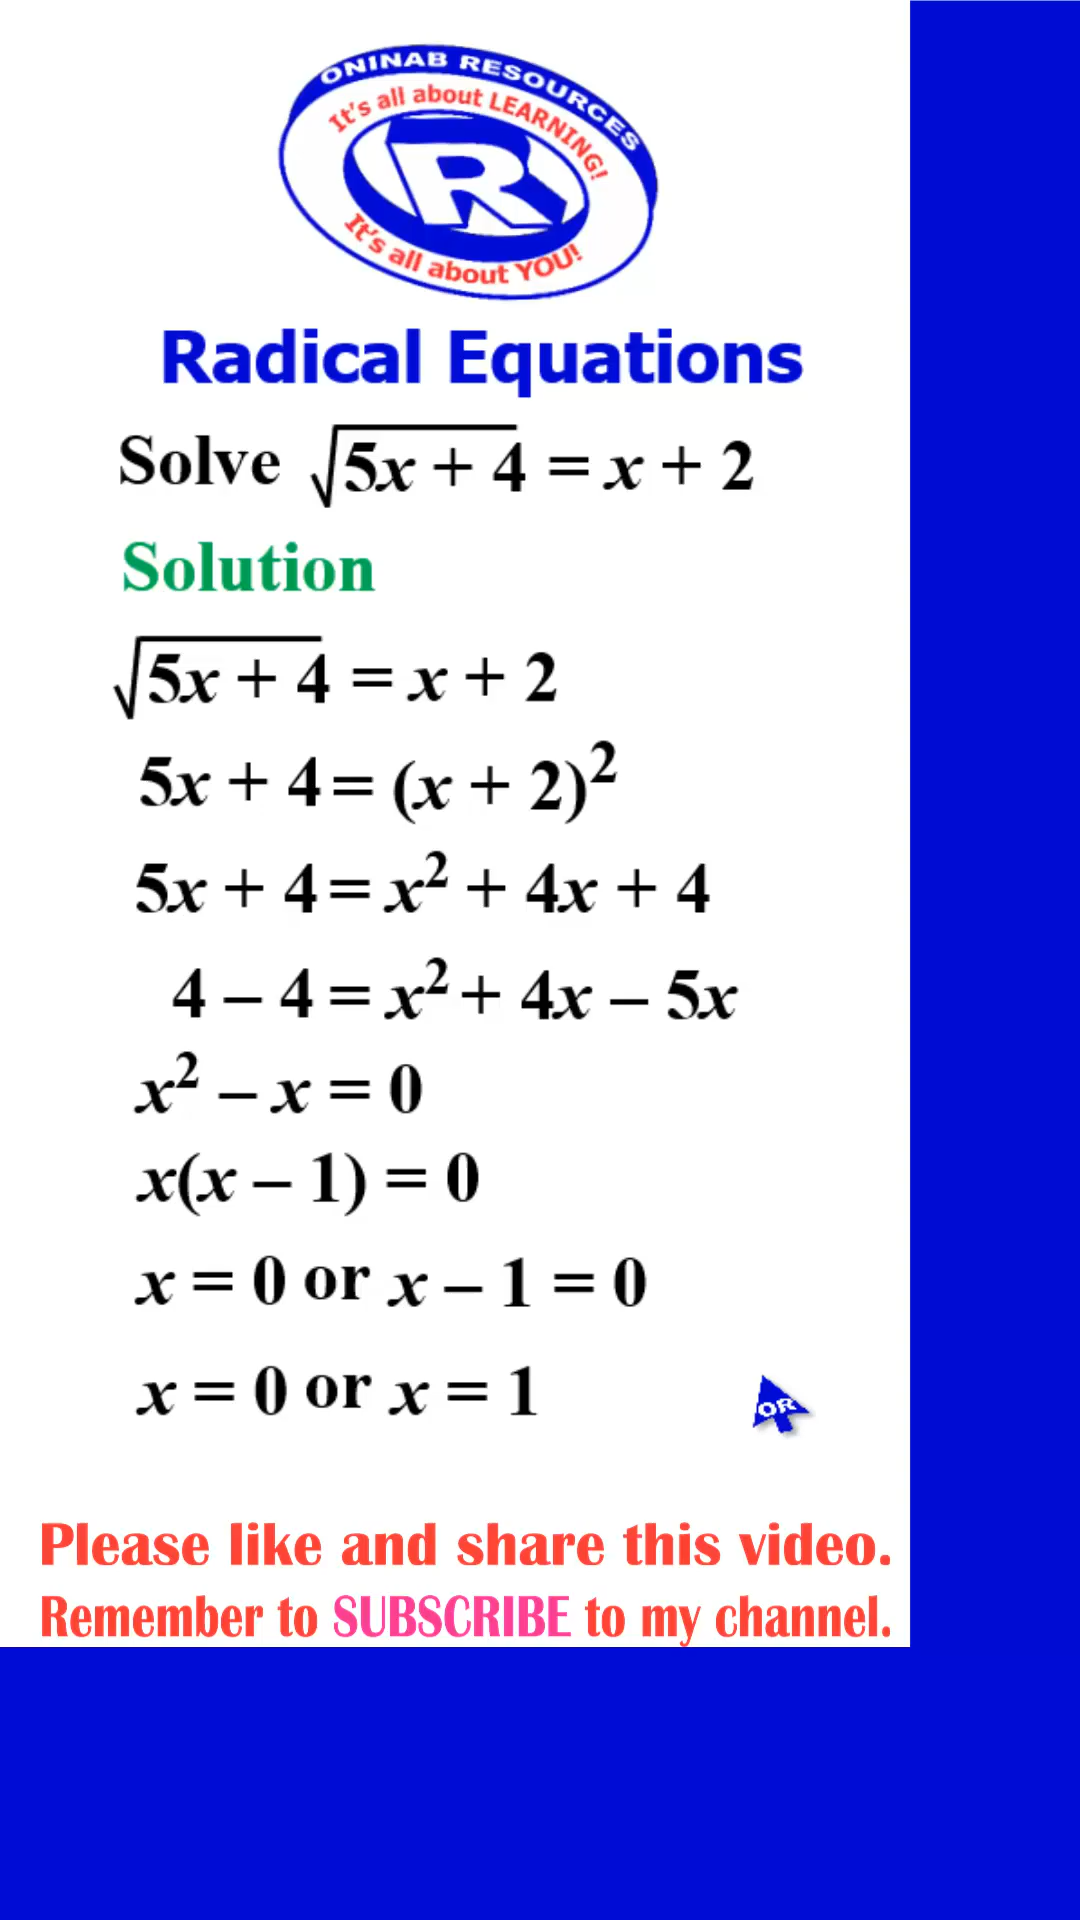 ONINAB RESOURCES
It's all about LEARNING!
R
It's all about YOU!
Radical Equations
Solve √(5x + 4) = x + 2
Solution
√(5x + 4) = x + 2
5x + 4 = (x + 2)²
5x + 4 = x² + 4x + 4
4 – 4 = x² + 4x – 5x
x² – x = 0
x(x – 1) = 0
x = 0 or x – 1 = 0
x = 0 or x = 1
OR
Please like and share this video.
Remember to SUBSCRIBE to my channel.